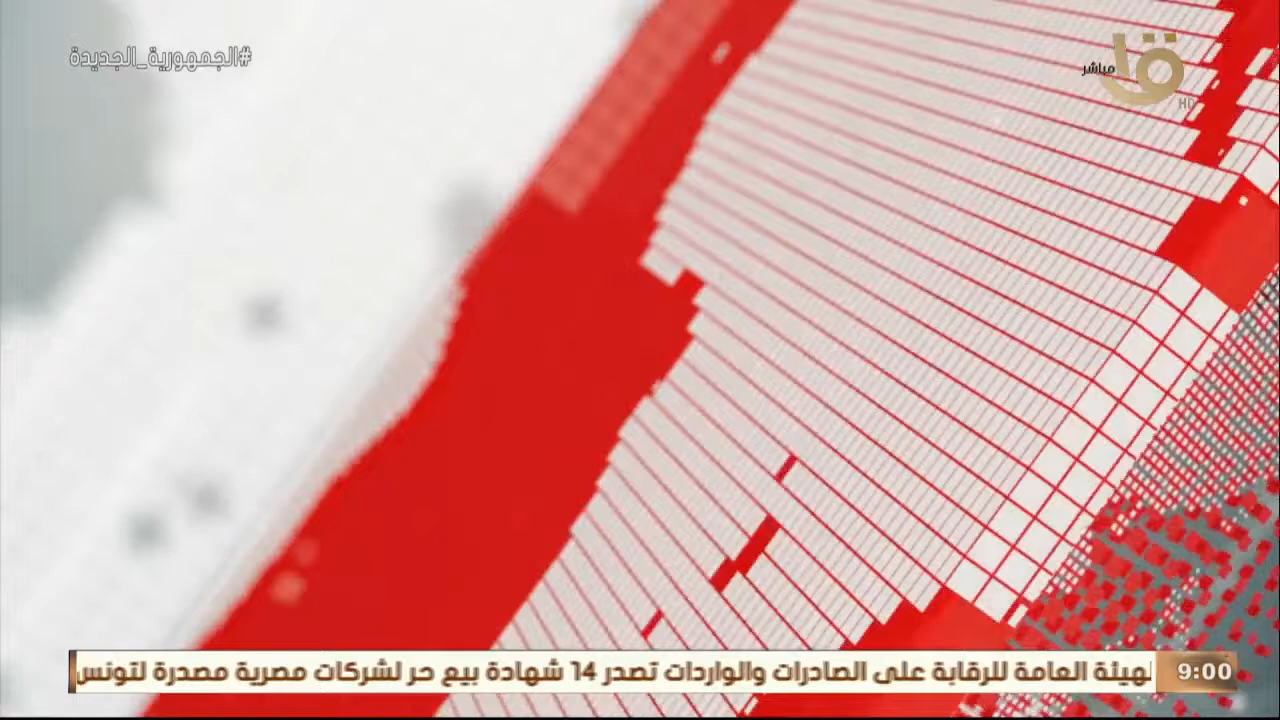 #الجمهورية_الجديدة
مباشر
HD
لهيئة العامة للرقابة على الصادرات والواردات تصدر 14 شهادة بيع حر لشركات مصرية مصدرة لتونس
9:00